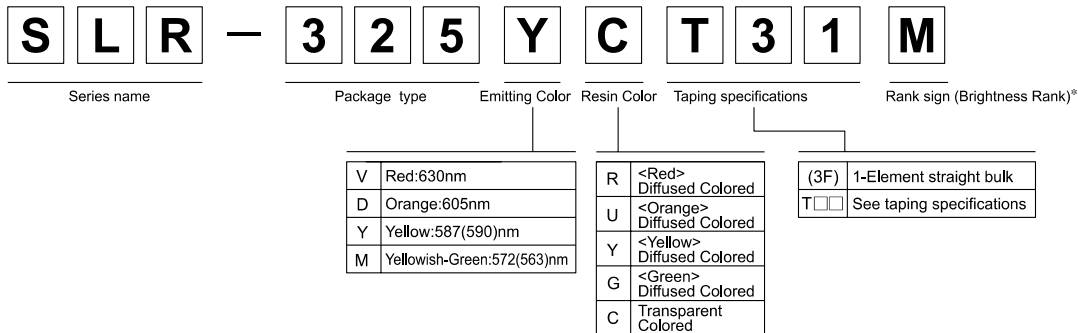 S L R — 3 2 5 Y C T 3 1 M
Series name Package type Emitting Color Resin Color Taping specifications Rank sign (Brightness Rank)*
V Red:630nm
D Orange:605nm
Y Yellow:587(590)nm
M Yellowish-Green:572(563)nm
R <Red>
Diffused Colored
U <Orange>
Diffused Colored
Y <Yellow>
Diffused Colored
G <Green>
Diffused Colored
C Transparent
Colored
(3F) 1-Element straight bulk
T□□ See taping specifications